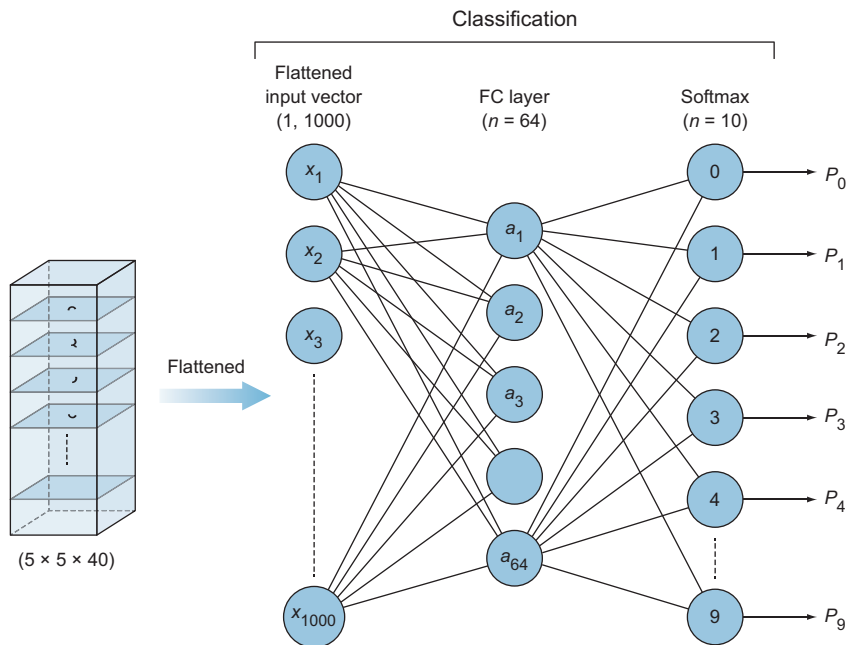 Classification
Flattened
input vector
(1, 1000)
FC layer
(n = 64)
Softmax
(n = 10)
x1
x2
x3
x1000
a1
a2
a3
a64
0
1
2
3
4
9
P0
P1
P2
P3
P4
P9
Flattened
(5 × 5 × 40)